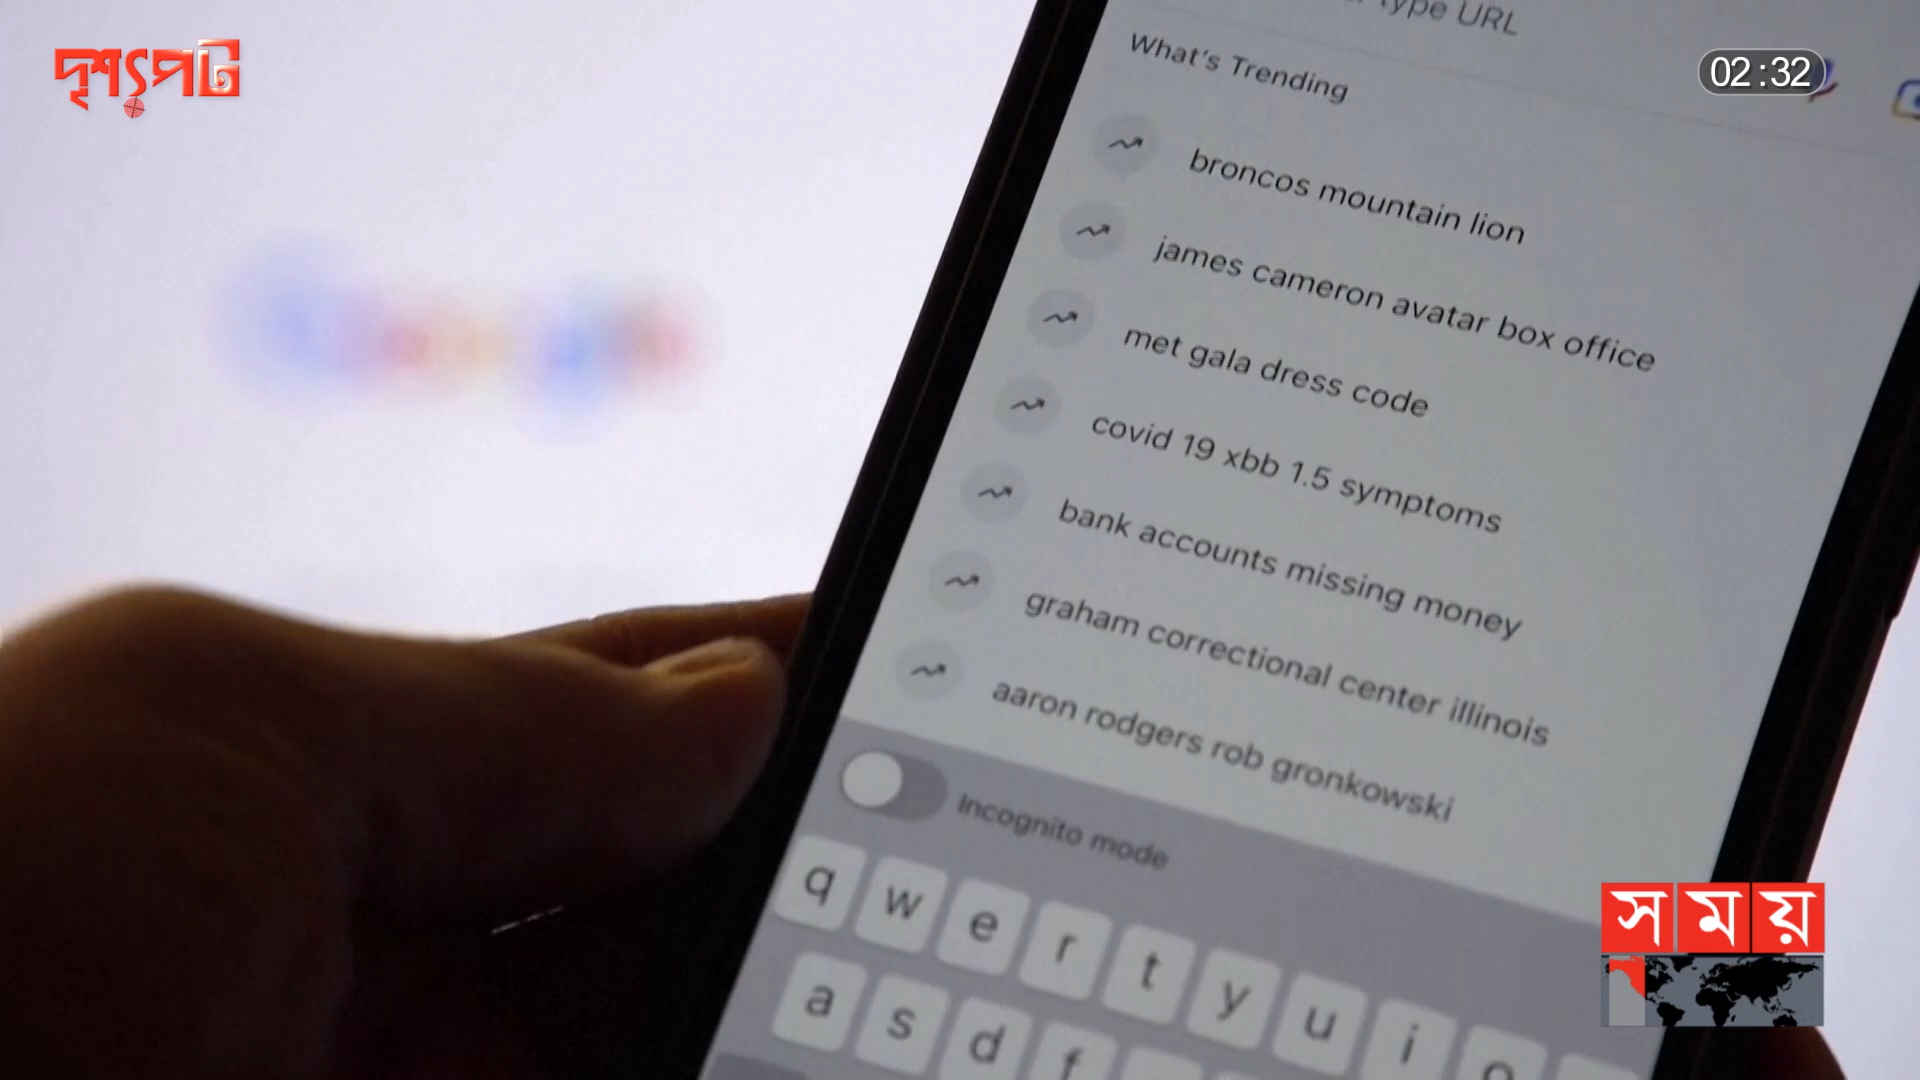 দৃশ্যপট
type URL
02:32
What's Trending
broncos mountain lion
james cameron avatar box office
met gala dress code
covid 19 xbb 1.5 symptoms
bank accounts missing money
graham correctional center illinois
aaron rodgers rob gronkowski
Incognito mode
q w e r t y u i o
a s d f
সময়